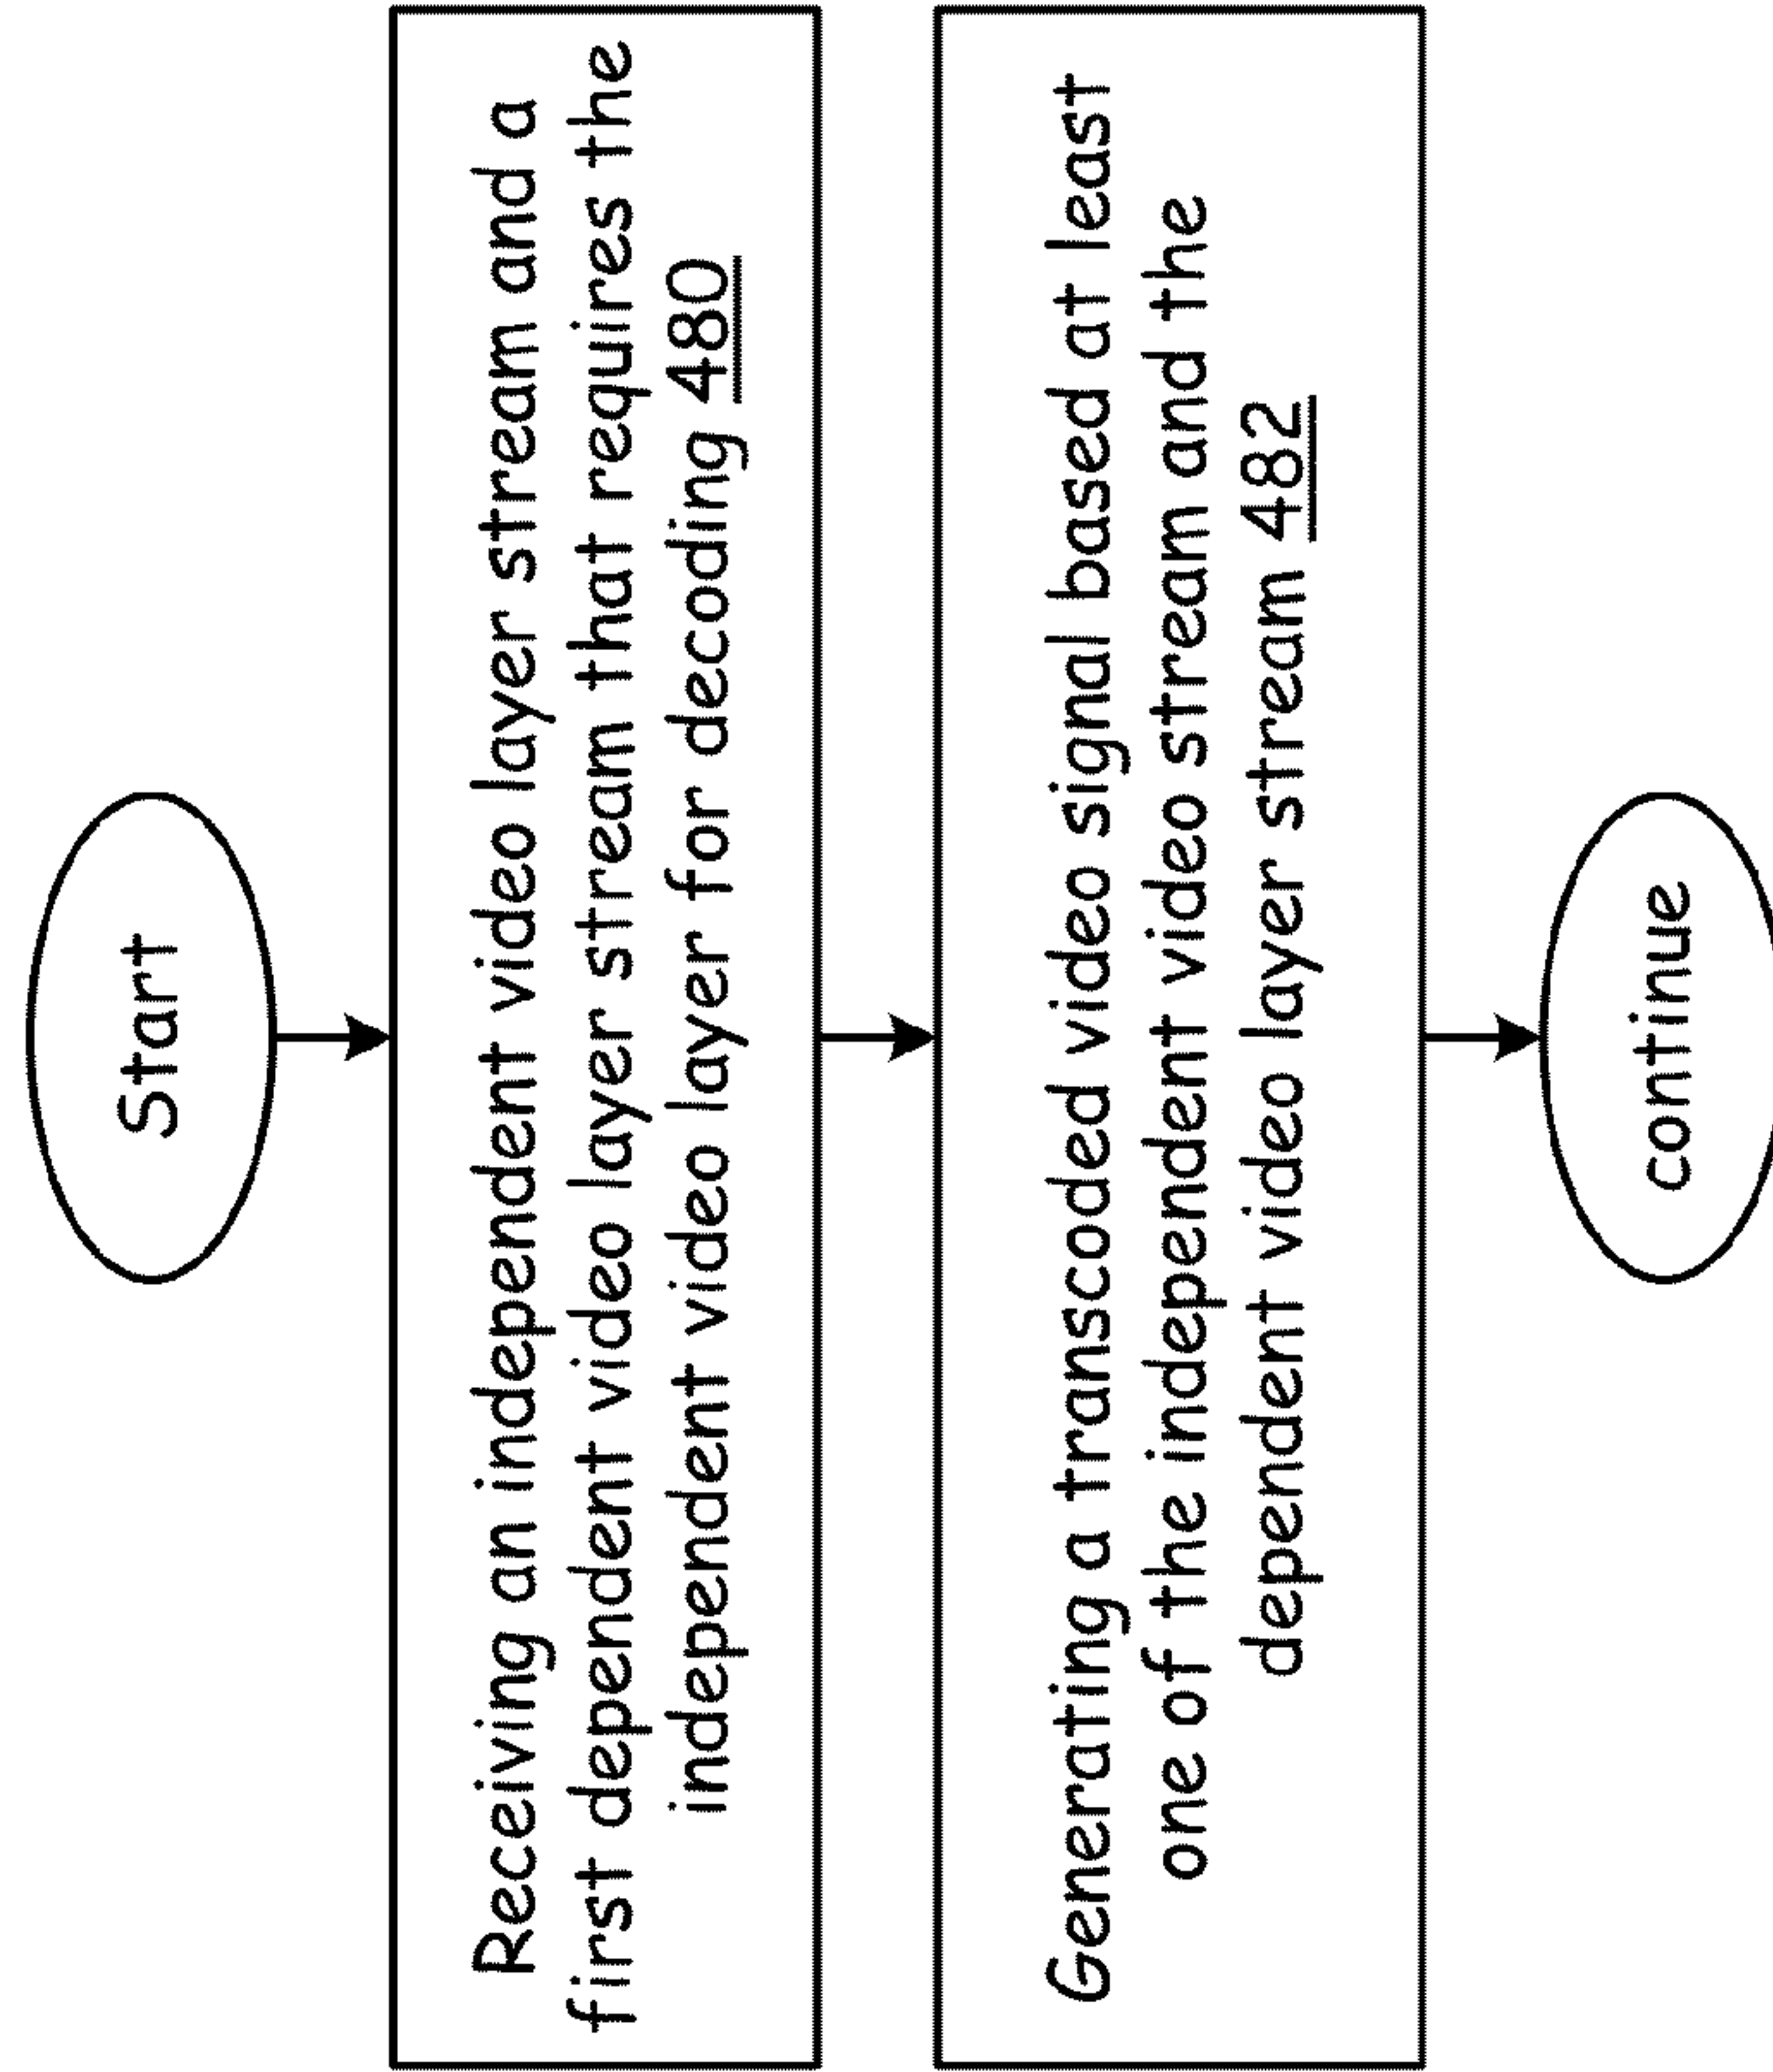 Start
Receiving an independent video layer stream and a
first dependent video layer stream that requires the
independent video layer for decoding 480
Generating a transcoded video signal based at least
one of the independent video stream and the
dependent video layer stream 482
continue